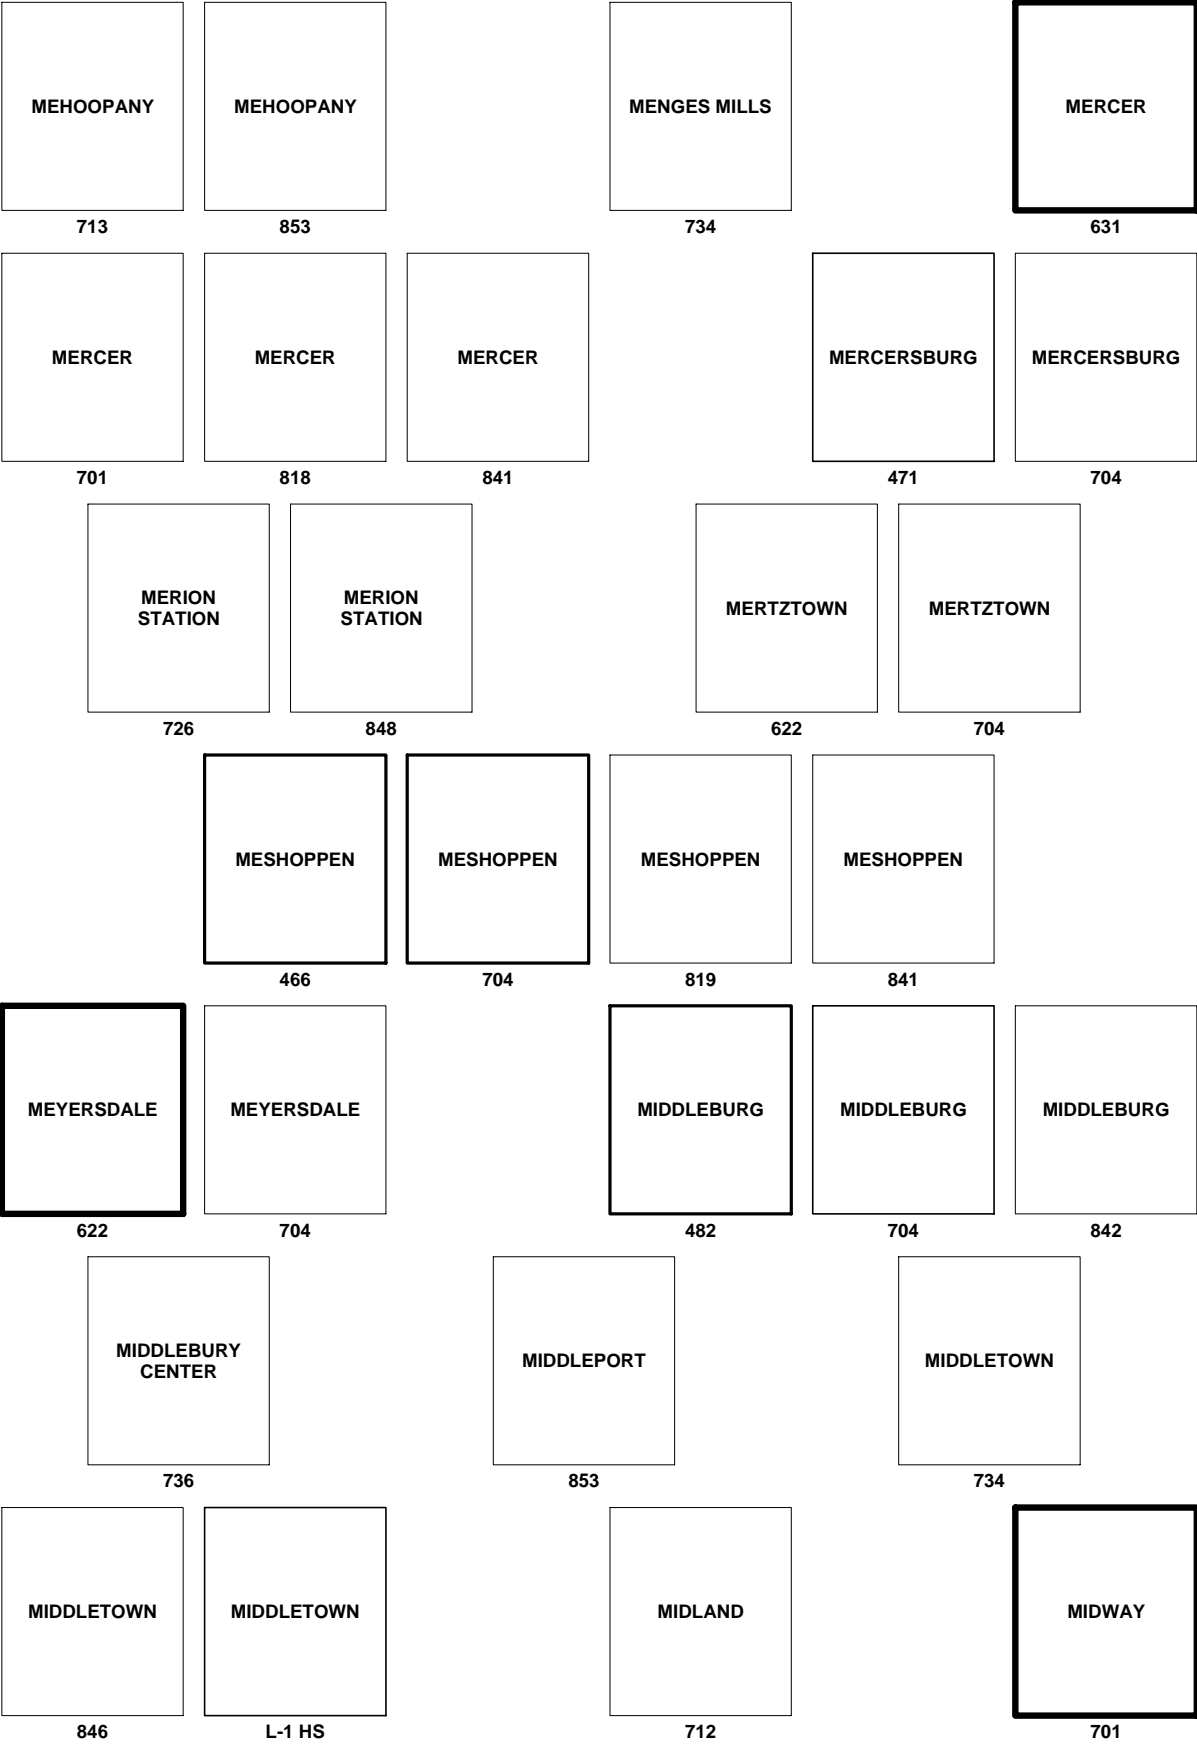 MEHOOPANY
MEHOOPANY
MENGES MILLS
MERCER
713
853
734
631
MERCER
MERCER
MERCER
MERCERSBURG
MERCERSBURG
701
818
841
471
704
MERION
STATION
MERION
STATION
MERTZTOWN
MERTZTOWN
726
848
622
704
MESHOPPEN
MESHOPPEN
MESHOPPEN
MESHOPPEN
466
704
819
841
MEYERSDALE
MEYERSDALE
MIDDLEBURG
MIDDLEBURG
MIDDLEBURG
622
704
482
704
842
MIDDLEBURY
CENTER
MIDDLEPORT
MIDDLETOWN
736
853
734
MIDDLETOWN
MIDDLETOWN
MIDLAND
MIDWAY
846
L-1 HS
712
701